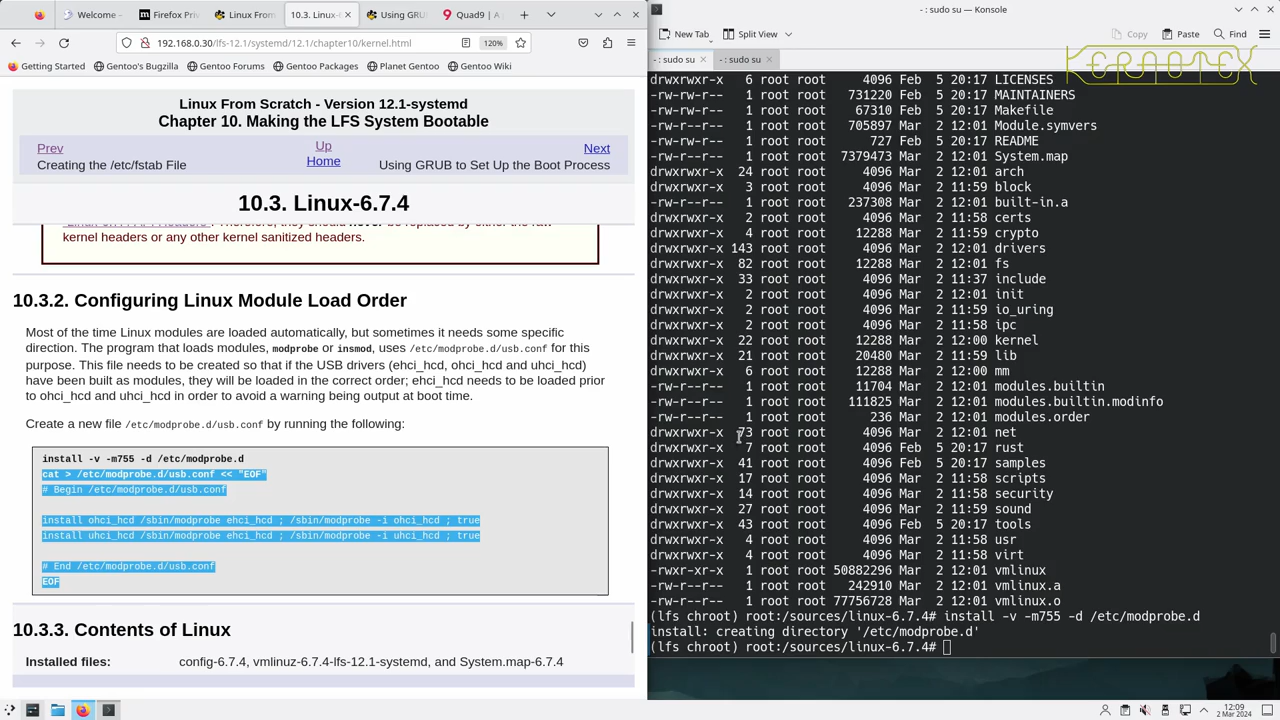 Welcome -
Firefox Priv
Linux From
10.3. Linux-6
Using GRU
Quad9 | A
192.168.0.30/lfs-12.1/systemd/12.1/chapter10/kernel.html
120%
Getting Started
Gentoo's Bugzilla
Gentoo Forums
Gentoo Packages
Planet Gentoo
Gentoo Wiki
Linux From Scratch - Version 12.1-systemd
Chapter 10. Making the LFS System Bootable
Prev
Creating the /etc/fstab File
Up
Home
Next
Using GRUB to Set Up the Boot Process
10.3. Linux-6.7.4
kernel headers or any other kernel sanitized headers.
10.3.2. Configuring Linux Module Load Order
Most of the time Linux modules are loaded automatically, but sometimes it needs some specific
direction. The program that loads modules, modprobe or insmod, uses /etc/modprobe.d/usb.conf for this
purpose. This file needs to be created so that if the USB drivers (ehci_hcd, ohci_hcd and uhci_hcd)
have been built as modules, they will be loaded in the correct order; ehci_hcd needs to be loaded prior
to ohci_hcd and uhci_hcd in order to avoid a warning being output at boot time.
Create a new file /etc/modprobe.d/usb.conf by running the following:
install -v -m755 -d /etc/modprobe.d
cat > /etc/modprobe.d/usb.conf << "EOF"
# Begin /etc/modprobe.d/usb.conf
install ohci_hcd /sbin/modprobe ehci_hcd ; /sbin/modprobe -i ohci_hcd ; true
install uhci_hcd /sbin/modprobe ehci_hcd ; /sbin/modprobe -i uhci_hcd ; true
# End /etc/modprobe.d/usb.conf
EOF
10.3.3. Contents of Linux
Installed files: config-6.7.4, vmlinuz-6.7.4-lfs-12.1-systemd, and System.map-6.7.4
- : sudo su — Konsole
New Tab
Split View
Copy
Paste
Find
- : sudo su
- : sudo su
KERNOTEX
drwxrwxr-x 6 root root 4096 Feb 5 20:17 LICENSES
-rw-rw-r-- 1 root root 731220 Feb 5 20:17 MAINTAINERS
-rw-rw-r-- 1 root root 67310 Feb 5 20:17 Makefile
-rw-r--r-- 1 root root 705897 Mar 2 12:01 Module.symvers
-rw-rw-r-- 1 root root 727 Feb 5 20:17 README
-rw-r--r-- 1 root root 7379473 Mar 2 12:01 System.map
drwxrwxr-x 24 root root 4096 Mar 2 12:01 arch
drwxrwxr-x 3 root root 4096 Mar 2 11:59 block
-rw-r--r-- 1 root root 237308 Mar 2 12:01 built-in.a
drwxrwxr-x 2 root root 4096 Mar 2 11:58 certs
drwxrwxr-x 4 root root 12288 Mar 2 11:59 crypto
drwxrwxr-x 143 root root 4096 Mar 2 12:01 drivers
drwxrwxr-x 82 root root 12288 Mar 2 12:01 fs
drwxrwxr-x 33 root root 4096 Mar 2 11:37 include
drwxrwxr-x 2 root root 4096 Mar 2 12:01 init
drwxrwxr-x 2 root root 4096 Mar 2 11:59 io_uring
drwxrwxr-x 2 root root 4096 Mar 2 11:58 ipc
drwxrwxr-x 22 root root 12288 Mar 2 12:00 kernel
drwxrwxr-x 21 root root 20480 Mar 2 11:59 lib
drwxrwxr-x 6 root root 12288 Mar 2 12:00 mm
-rw-r--r-- 1 root root 11704 Mar 2 12:01 modules.builtin
-rw-r--r-- 1 root root 111825 Mar 2 12:01 modules.builtin.modinfo
-rw-r--r-- 1 root root 236 Mar 2 12:01 modules.order
drwxrwxr-x 73 root root 4096 Mar 2 12:01 net
drwxrwxr-x 7 root root 4096 Feb 5 20:17 rust
drwxrwxr-x 41 root root 4096 Feb 5 20:17 samples
drwxrwxr-x 17 root root 4096 Mar 2 11:58 scripts
drwxrwxr-x 14 root root 4096 Mar 2 11:58 security
drwxrwxr-x 27 root root 4096 Mar 2 11:59 sound
drwxrwxr-x 43 root root 4096 Feb 5 20:17 tools
drwxrwxr-x 4 root root 4096 Mar 2 11:58 usr
drwxrwxr-x 4 root root 4096 Mar 2 11:58 virt
-rwxr-xr-x 1 root root 50882296 Mar 2 12:01 vmlinux
-rw-r--r-- 1 root root 242910 Mar 2 12:01 vmlinux.a
-rw-r--r-- 1 root root 77756728 Mar 2 12:01 vmlinux.o
(lfs chroot) root:/sources/linux-6.7.4# install -v -m755 -d /etc/modprobe.d
install: creating directory '/etc/modprobe.d'
(lfs chroot) root:/sources/linux-6.7.4#
12:09
2 Mar 2024